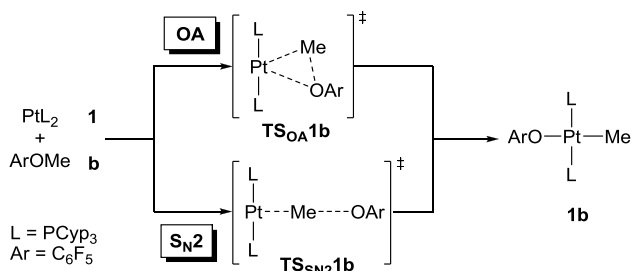 OA
L
Pt
Me
OAr
L
‡
TSOA1b
PtL2 1
+
ArOMe b
L
ArO Pt Me
L
1b
L
Pt Me OAr
L
‡
SN2
TSSN21b
L = PCyp3
Ar = C6F5